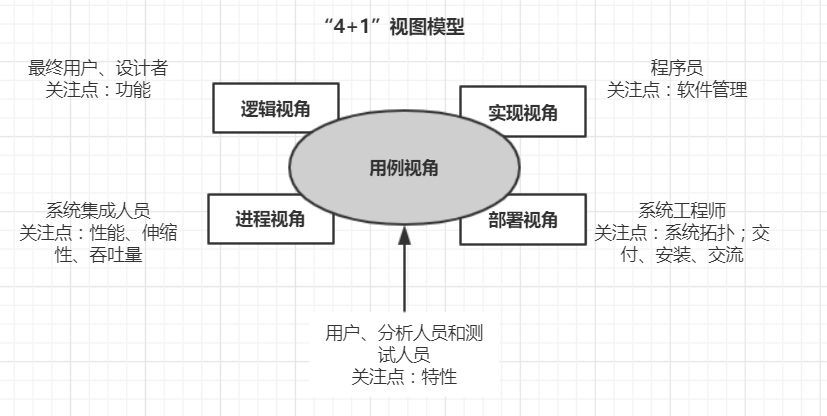 “4+1”视图模型
最终用户、设计者
关注点：功能
程序员
关注点：软件管理
逻辑视角
实现视角
用例视角
进程视角
部署视角
系统集成人员
关注点：性能、伸缩
性、吞吐量
系统工程师
关注点：系统拓扑；交
付、安装、交流
用户、分析人员和测
试人员
关注点：特性